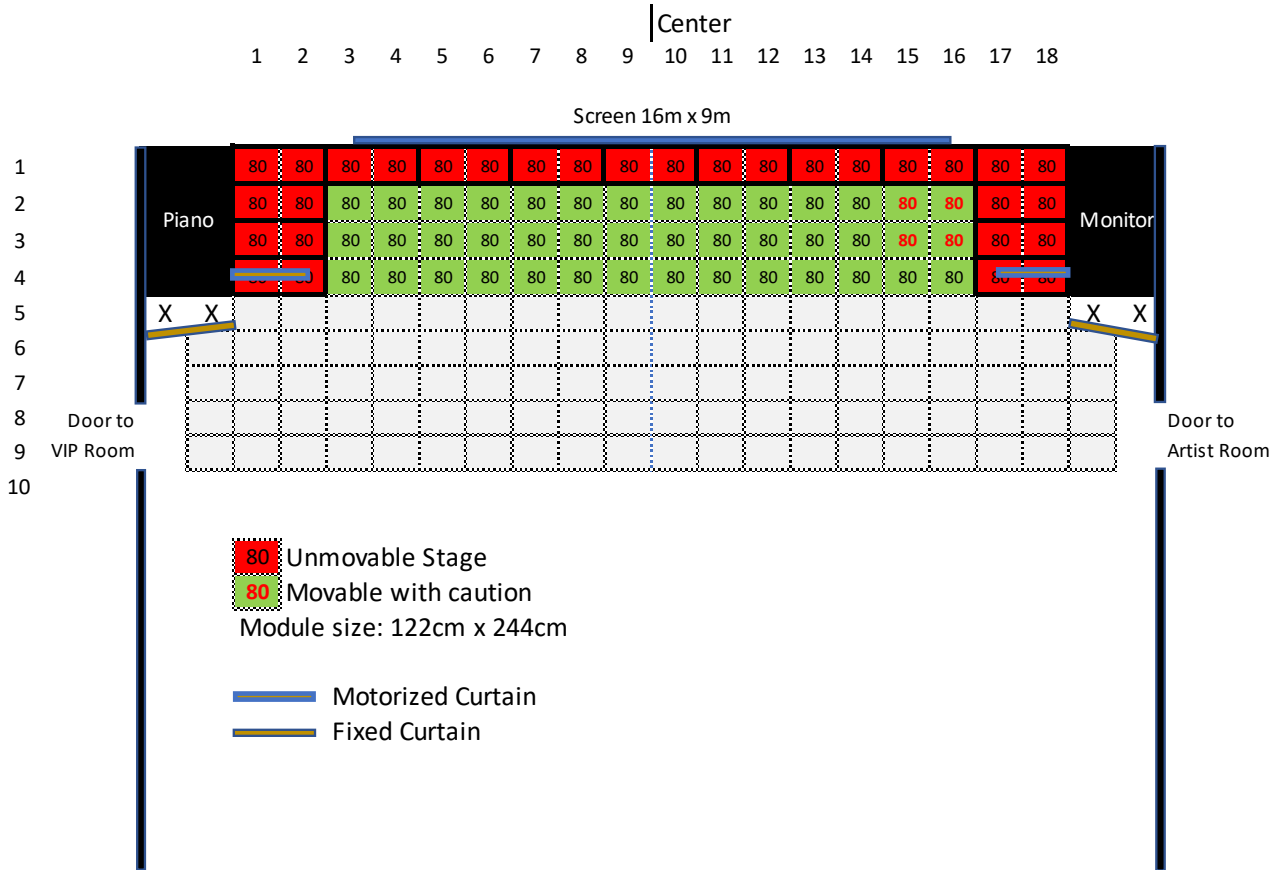 Center
1 2 3 4 5 6 7 8 9 10 11 12 13 14 15 16 17 18
Screen 16m x 9m
1 80 80 80 80 80 80 80 80 80 80 80 80 80 80 80 80 80 80
2 80 80 80 80 80 80 80 80 80 80 80 80 80 80 80 80 80 80
Piano Monitor
3 80 80 80 80 80 80 80 80 80 80 80 80 80 80 80 80 80 80
4 80 80 80 80 80 80 80 80 80 80 80 80 80 80 80 80 80 80
5 X X X X
6
7
8 Door to Door to
9 VIP Room Artist Room
10
80 Unmovable Stage
80 Movable with caution
Module size: 122cm x 244cm
Motorized Curtain
Fixed Curtain